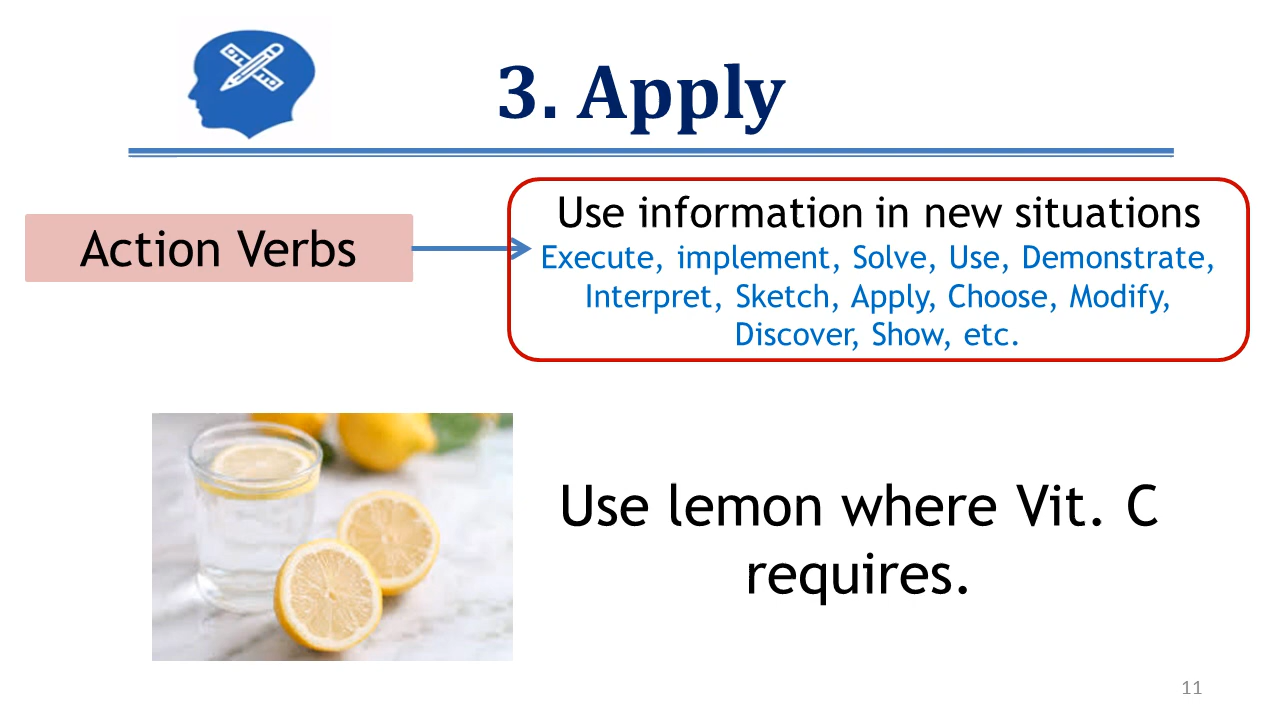 3. Apply
Action Verbs
Use information in new situations
Execute, implement, Solve, Use, Demonstrate,
Interpret, Sketch, Apply, Choose, Modify,
Discover, Show, etc.
Use lemon where Vit. C
requires.
11